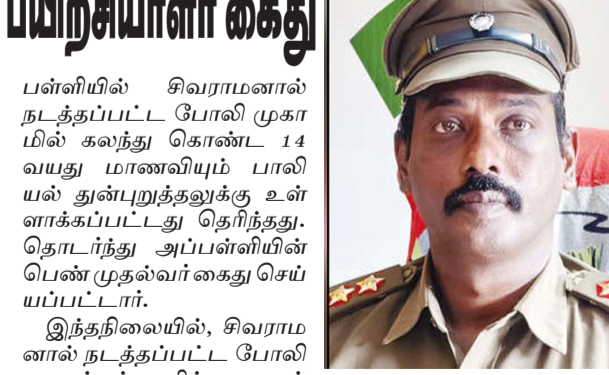 பயிற்சியாளர் கைது
பள்ளியில் சிவராமனால்
நடத்தப்பட்ட போலி முகா
மில் கலந்து கொண்ட 14
வயது மாணவியும் பாலி
யல் துன்புறுத்தலுக்கு உள்
ளாக்கப்பட்டது தெரிந்தது.
தொடர்ந்து அப்பள்ளியின்
பெண் முதல்வர் கைது செய்
யப்பட்டார்.
இந்தநிலையில், சிவராம
னால் நடத்தப்பட்ட போலி